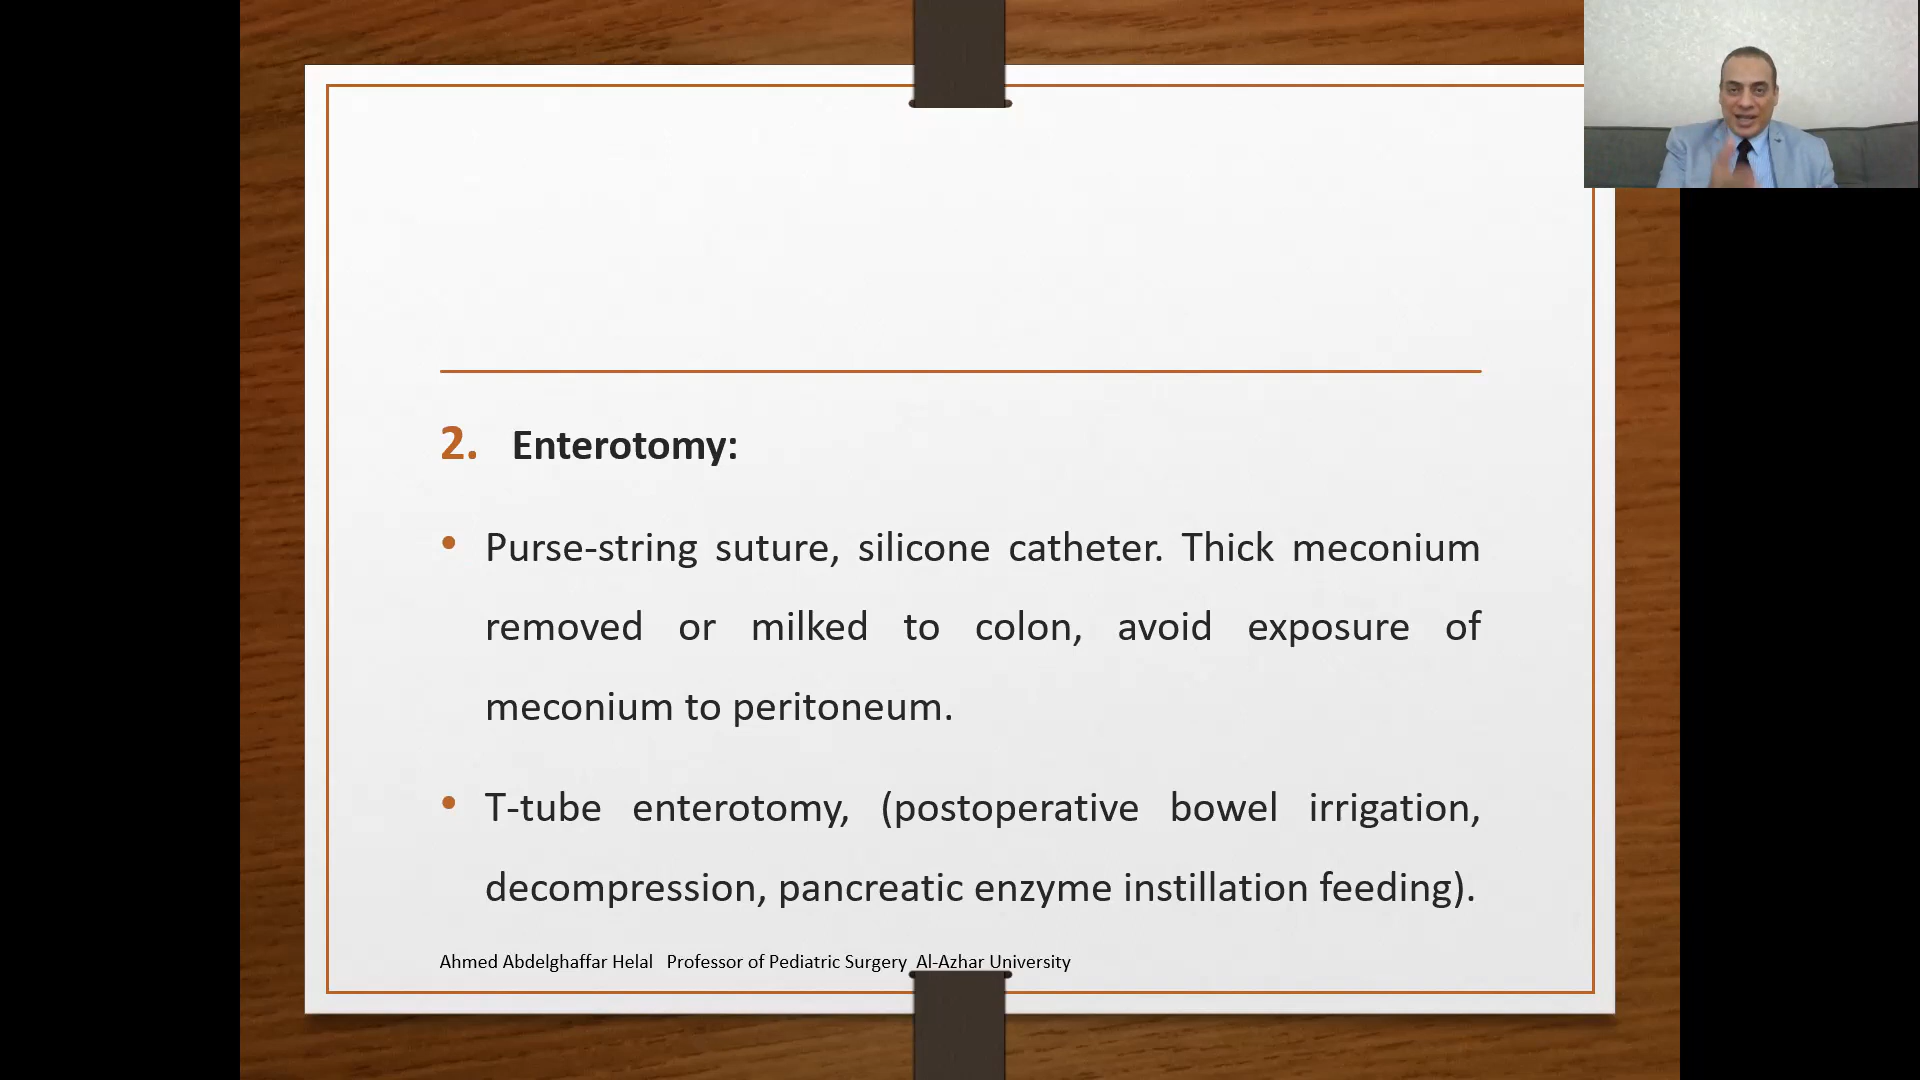 2. Enterotomy:
• Purse-string suture, silicone catheter. Thick meconium
removed or milked to colon, avoid exposure of
meconium to peritoneum.
• T-tube enterotomy, (postoperative bowel irrigation,
decompression, pancreatic enzyme instillation feeding).
Ahmed Abdelghaffar Helal Professor of Pediatric Surgery Al-Azhar University